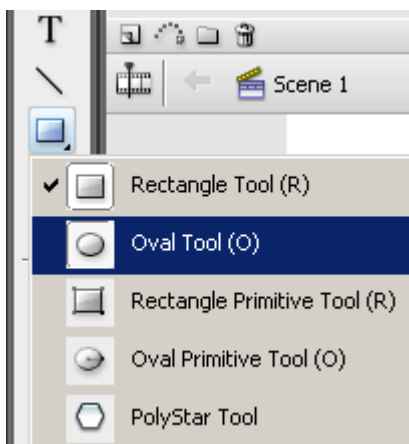 T
Scene 1
Rectangle Tool (R)
Oval Tool (O)
Rectangle Primitive Tool (R)
Oval Primitive Tool (O)
PolyStar Tool